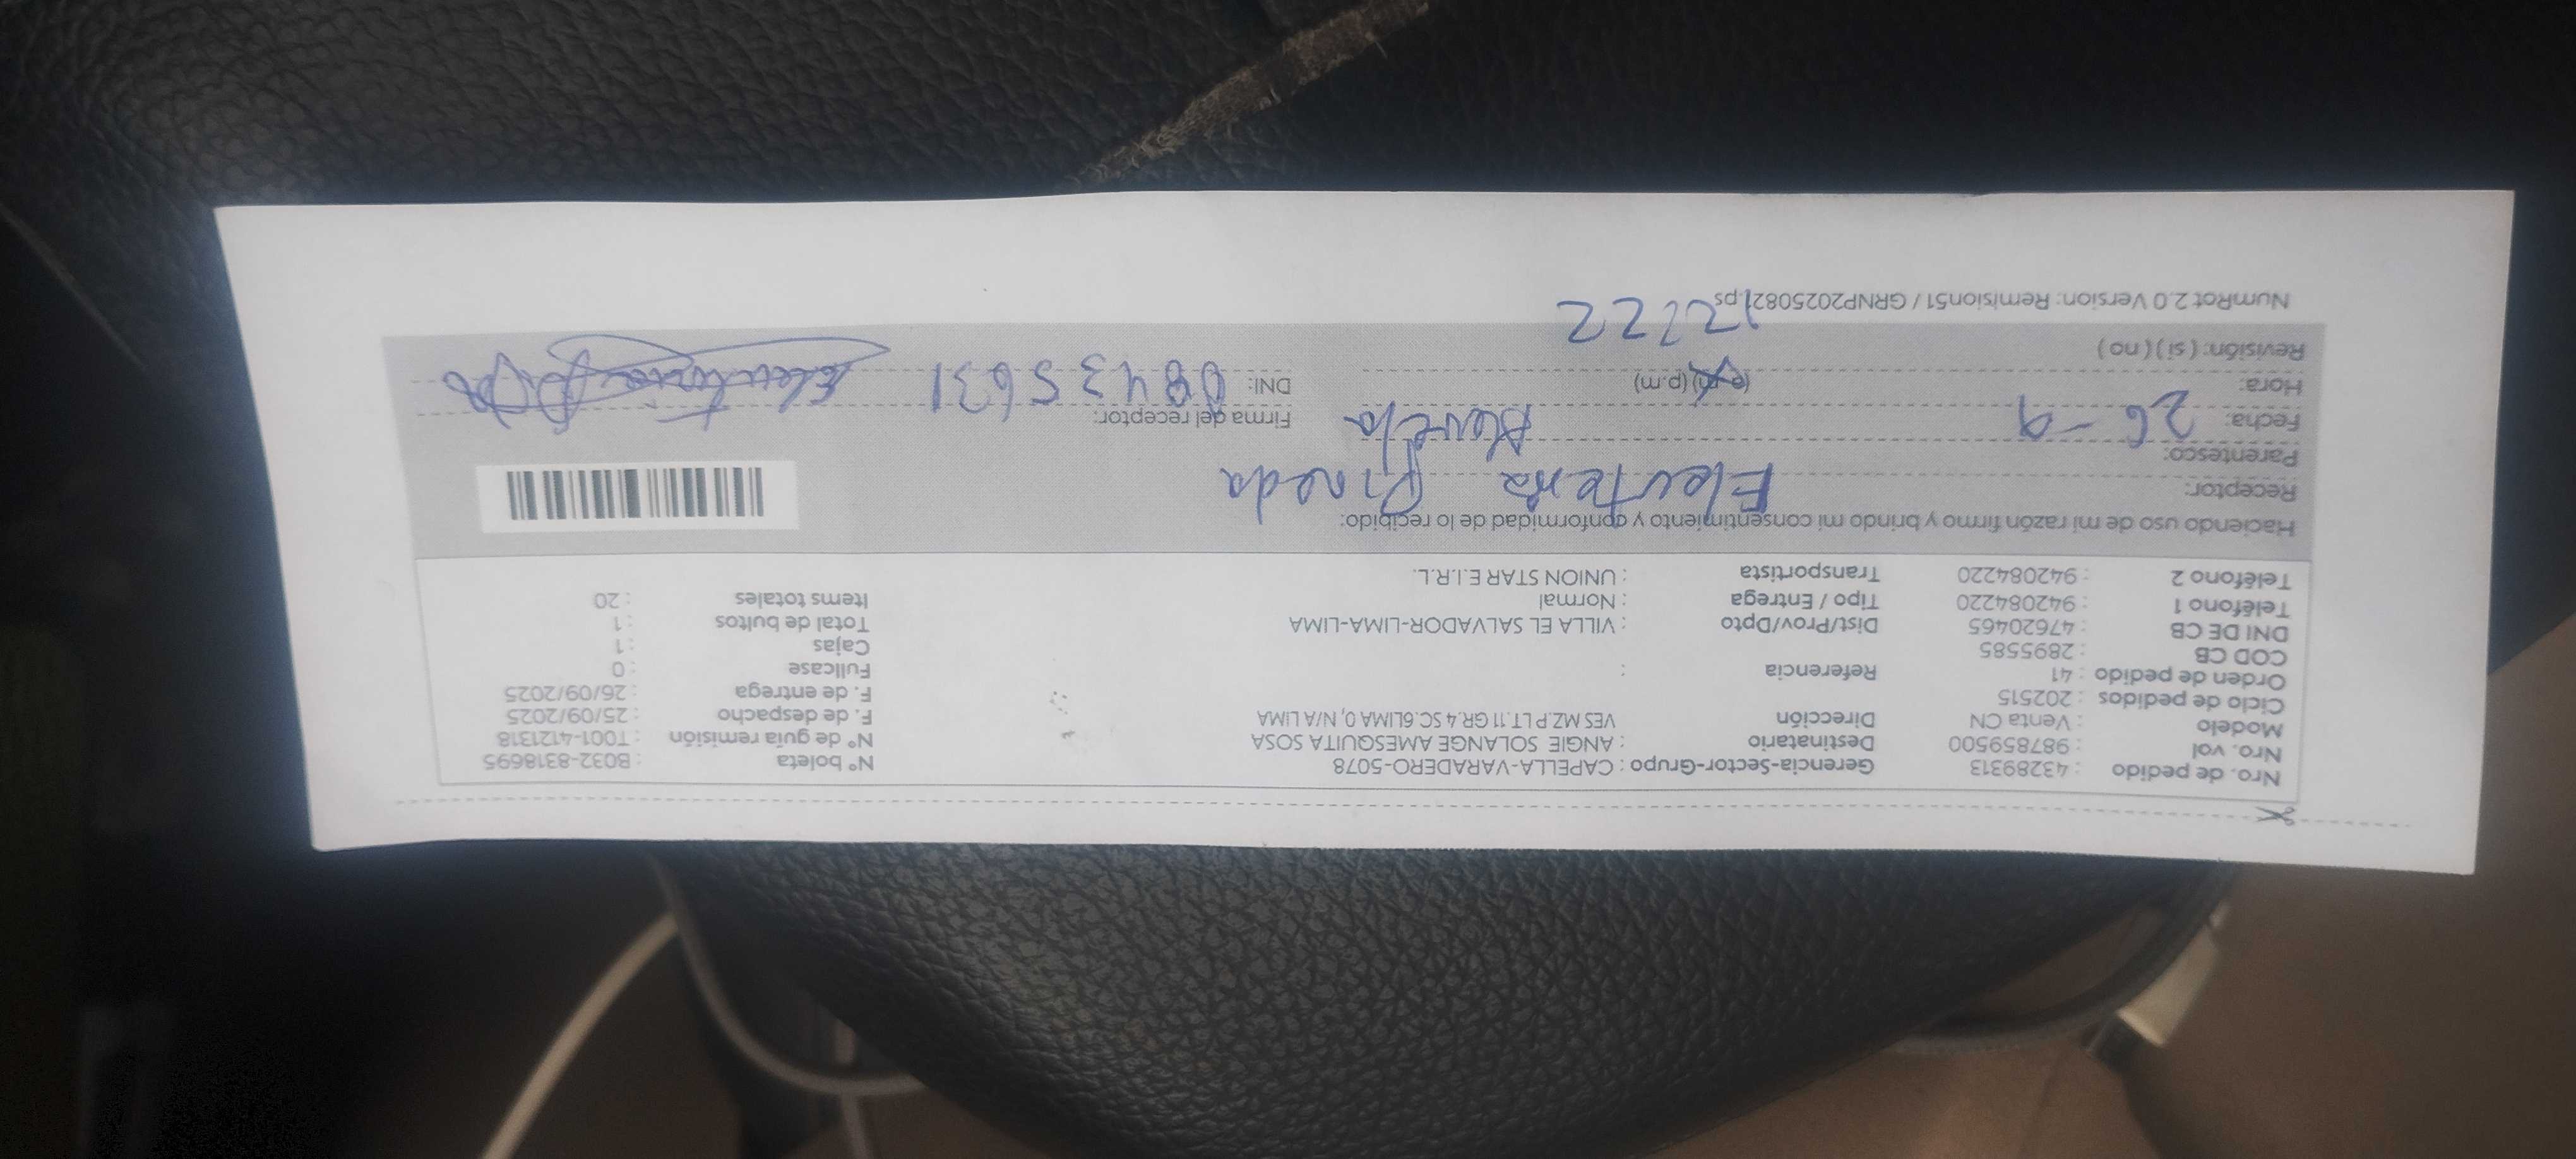 Nro. de pedido : 43289313 Gerencia-Sector-Grupo : CAPELLA-VARADERO-5078 N° boleta : B032-8318695
Nro. vol : 987859500 Destinatario : ANGIE SOLANGE AMESQUITA SOSA N° de guía remisión : T001-4121318
Modelo : Venta CN Dirección VES MZ.P LT.11 GR.4 SC.6LIMA 0, N/A LIMA F. de despacho : 25/09/2025
Ciclo de pedidos : 202515 F. de entrega : 26/09/2025
Orden de pedido : 41 Referencia : Fullcase : 0
COD CB : 2895585 Cajas : 1
DNI DE CB : 47620465 Dist/Prov/Dpto : VILLA EL SALVADOR-LIMA-LIMA Total de bultos : 1
Teléfono 1 : 942084220 Tipo / Entrega : Normal Items totales : 20
Teléfono 2 : 942084220 Transportista : UNION STAR E.I.R.L.
Haciendo uso de mi razón firmo y brindo mi consentimiento y conformidad de lo recibido:
Receptor: Eleuteria Pineda
Parentesco: Abuela
Fecha: 26-9 Firma del receptor:
Hora: (a.m) (p.m) DNI: 08435631
Revisión: ( si ) ( no ) 12:22
NumRot 2.0 Version: Remision51 / GRNP20250821.ps